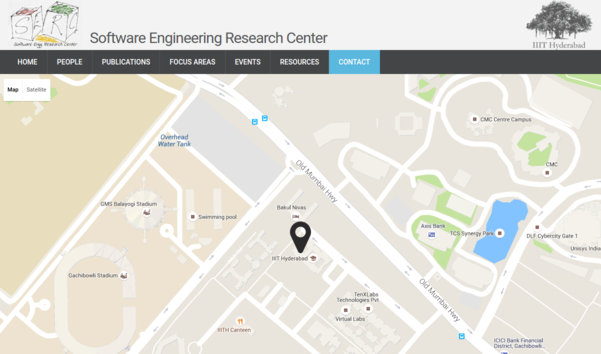 SERC
Software Engg Research Center
Software Engineering Research Center
IIIT Hyderabad
HOME PEOPLE PUBLICATIONS FOCUS AREAS EVENTS RESOURCES CONTACT
Map Satellite
CMC Centre Campus
Overhead
Water Tank
CMC
Old Mumbai Hwy
GMS Balayogi Stadium
Bakul Nivas
Swimming pool
Axis Bank
TCS Synergy Park
DLF Cybercity Gate 1
Unisys India
IIIT Hyderabad
Gachibowli Stadium
Old Mumbai Hwy
TenXLabs
Technologies Pvt
Virtual Labs
IIITH Canteen
ICICI Bank Financial
District, Gachibowli..